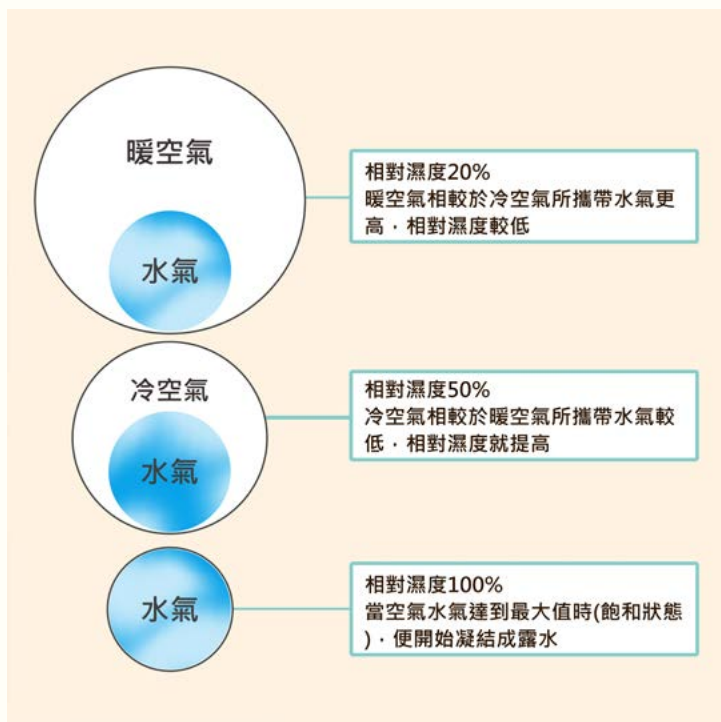 暖空氣
水氣
相對濕度20%
暖空氣相較於冷空氣所攜帶水氣更
高，相對濕度較低
冷空氣
水氣
相對濕度50%
冷空氣相較於暖空氣所攜帶水氣較
低，相對濕度就提高
水氣
相對濕度100%
當空氣水氣達到最大值時(飽和狀態
)，便開始凝結成露水